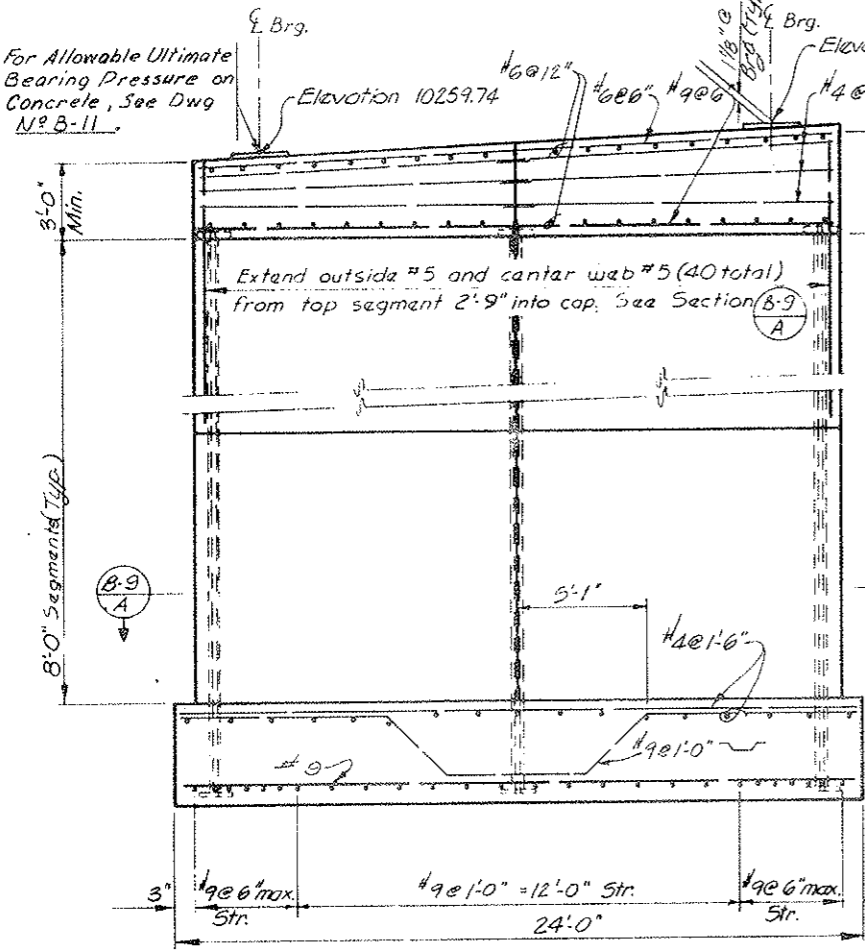 ℄ Brg.
For Allowable Ultimate
Bearing Pressure on
Concrete, See Dwg
Nº B-11.
Elevation 10259.74
#6@12"
#6@6"
#9@6
1⅛" @
Brg (Typ
℄ Brg.
#4@
3'-0"
Min.
Extend outside #5 and center web #5 (40 total)
from top segment 2'-9" into cap. See Section
B-9
A
8'-0" Segments (Typ.)
B-9
A
5'-1"
#4@1'-6"
#9@1'-0"
#9
3"
#9@6"max.
Str.
#9@1'-0" = 12'-0" Str.
#9@6"max.
Str.
24'-0"